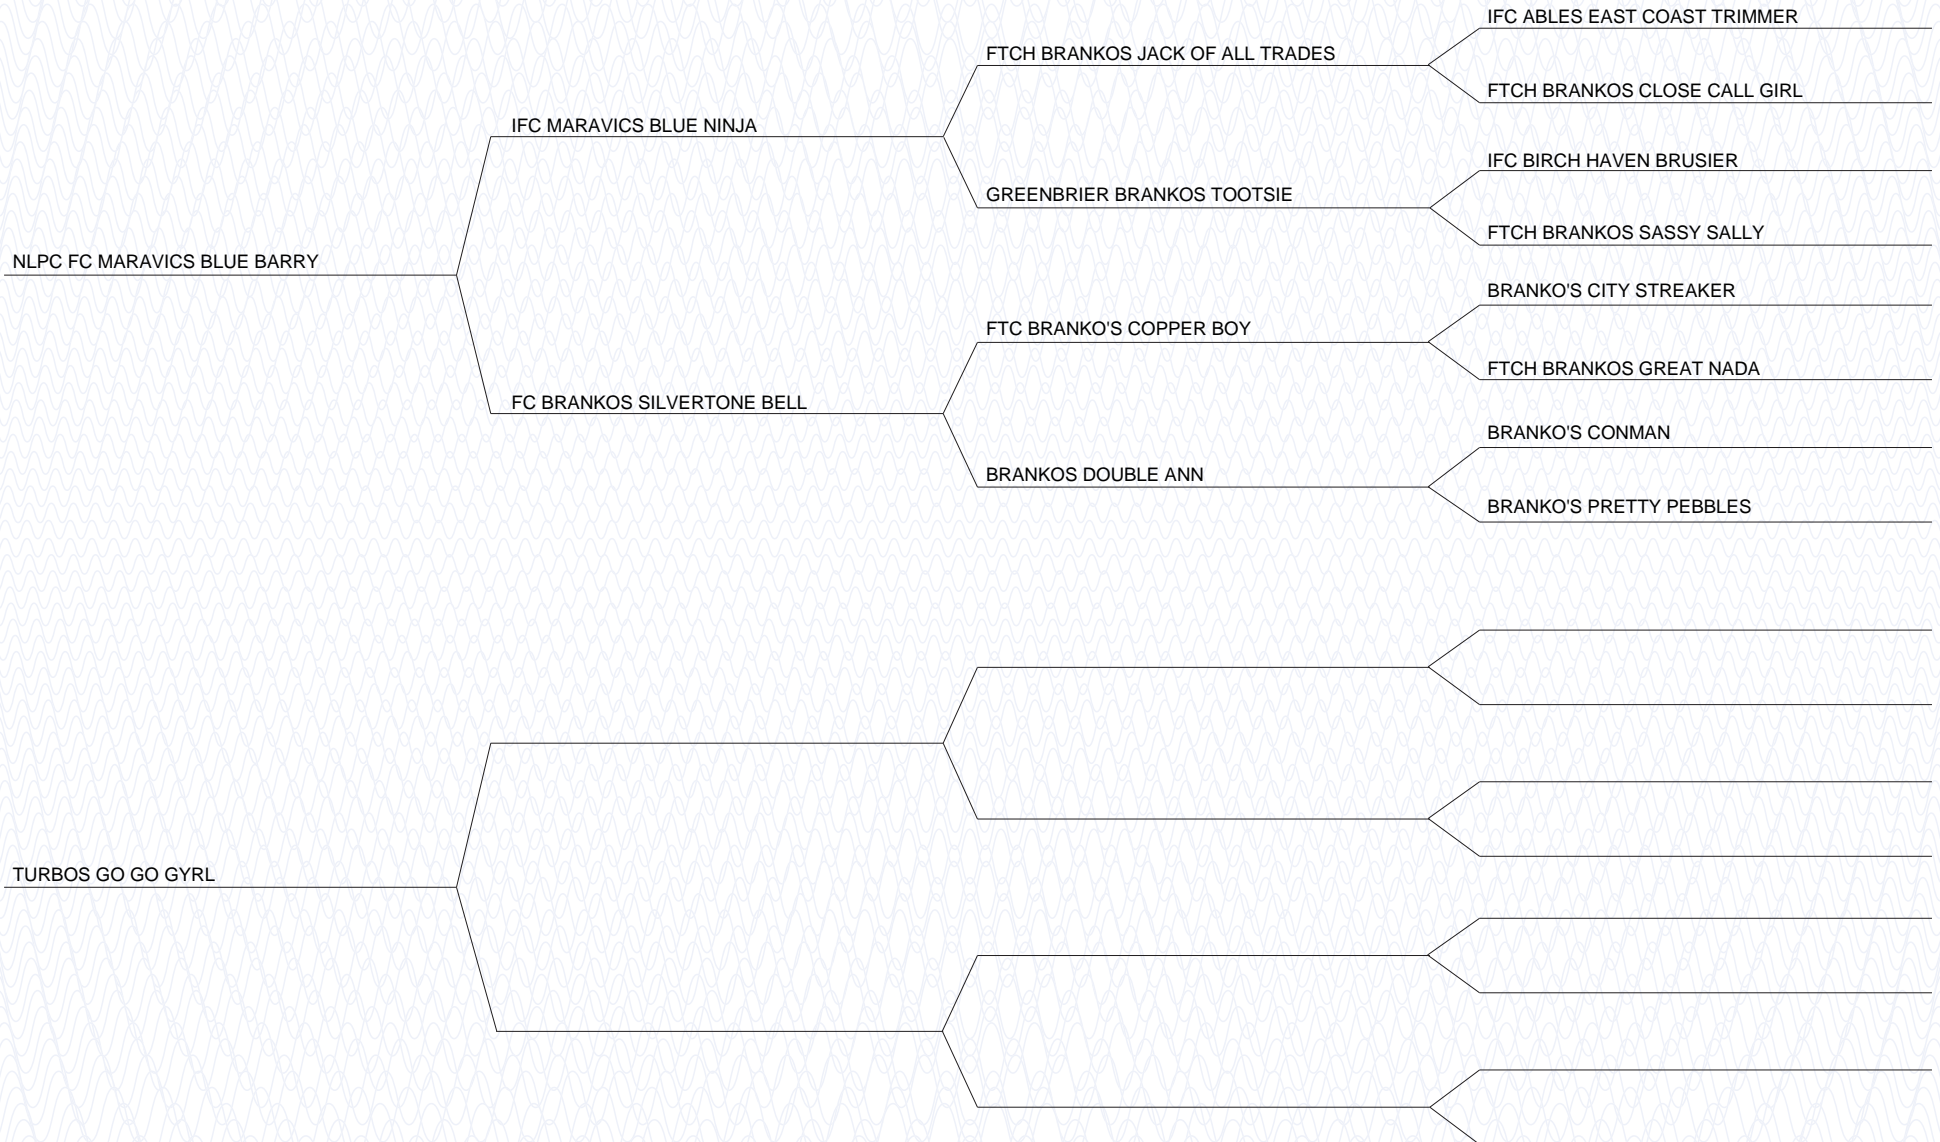 IFC ABLES EAST COAST TRIMMER
FTCH BRANKOS JACK OF ALL TRADES
FTCH BRANKOS CLOSE CALL GIRL
IFC MARAVICS BLUE NINJA
IFC BIRCH HAVEN BRUSIER
GREENBRIER BRANKOS TOOTSIE
FTCH BRANKOS SASSY SALLY
NLPC FC MARAVICS BLUE BARRY
BRANKO'S CITY STREAKER
FTC BRANKO'S COPPER BOY
FTCH BRANKOS GREAT NADA
FC BRANKOS SILVERTONE BELL
BRANKO'S CONMAN
BRANKOS DOUBLE ANN
BRANKO'S PRETTY PEBBLES
TURBOS GO GO GYRL